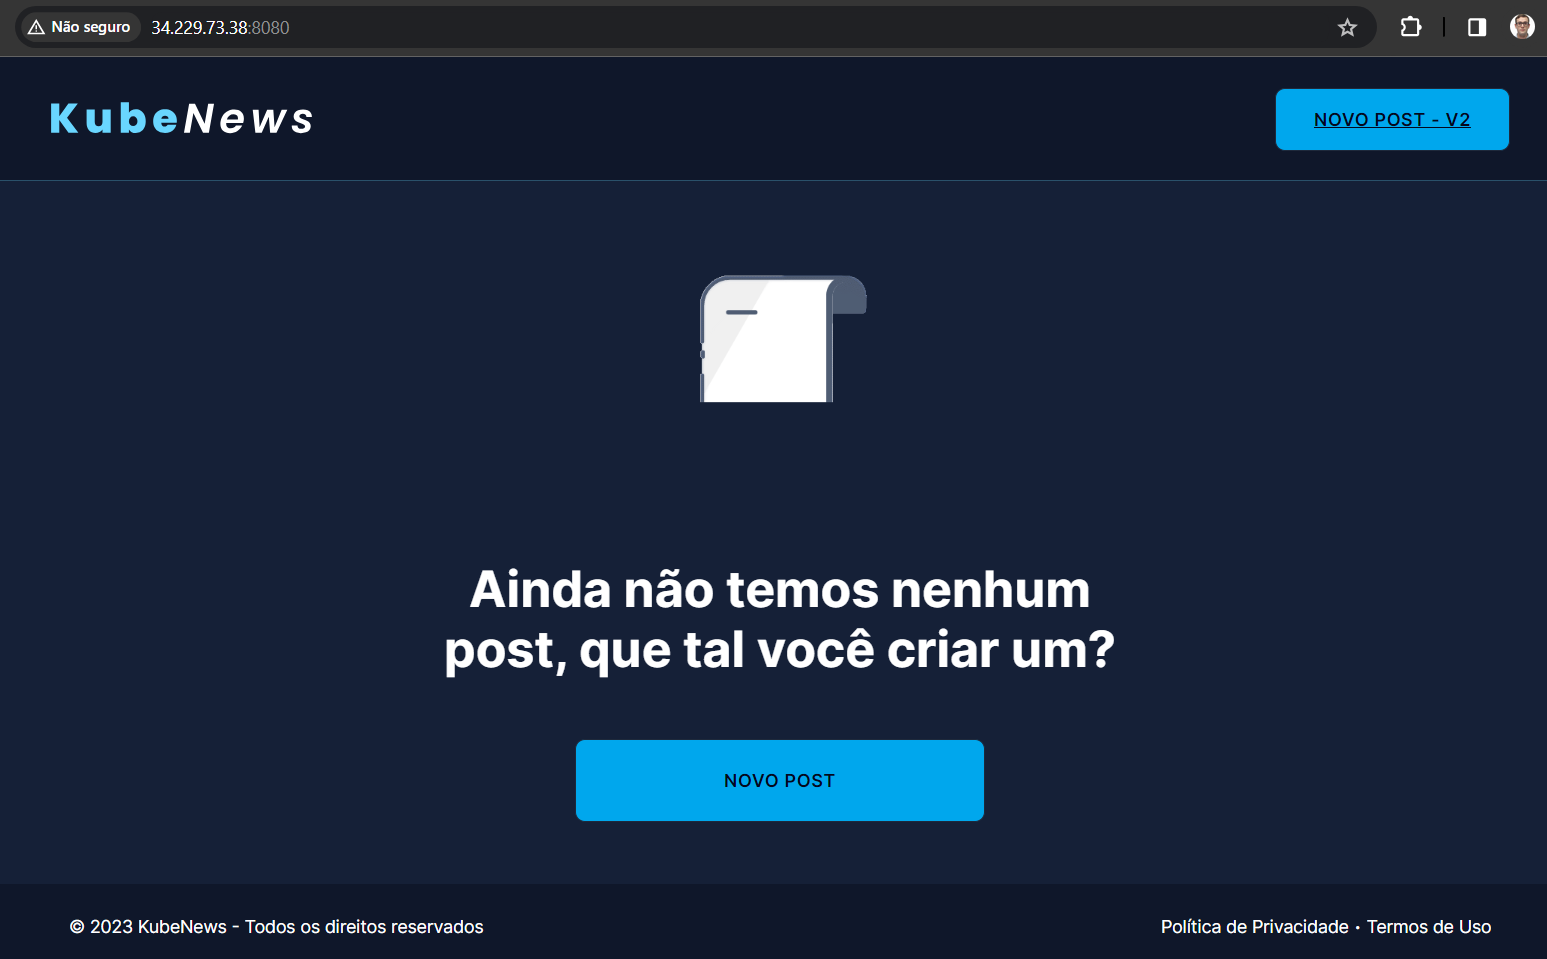 Não seguro 34.229.73.38:8080
KubeNews
NOVO POST - V2
Ainda não temos nenhum
post, que tal você criar um?
NOVO POST
© 2023 KubeNews - Todos os direitos reservados
Política de Privacidade • Termos de Uso